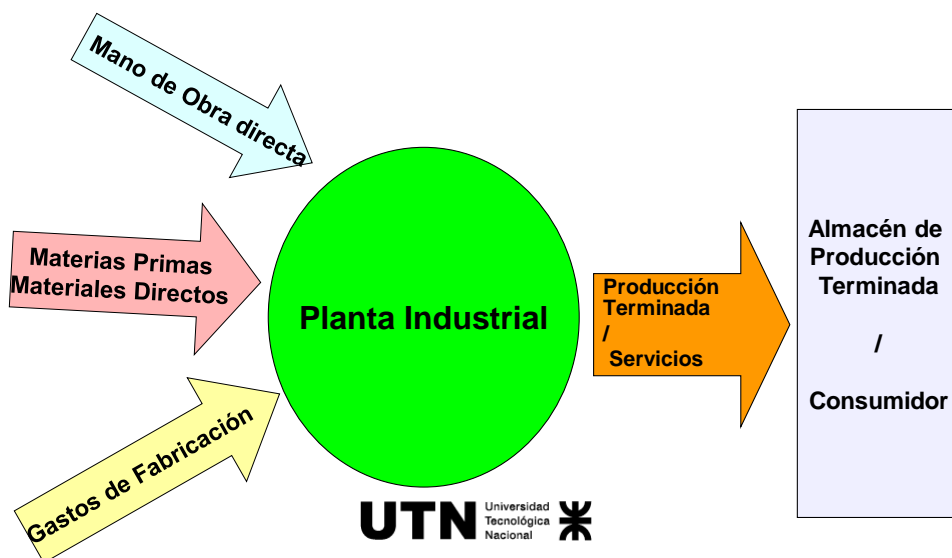 Mano de Obra directa
Materias Primas
Materiales Directos
Gastos de Fabricación
Planta Industrial
Producción
Terminada
/
Servicios
Almacén de
Producción
Terminada
/
Consumidor
UTN
Universidad
Tecnológica
Nacional